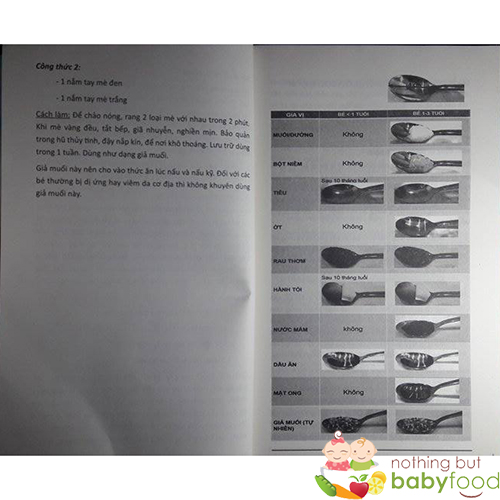 Công thức 2:
- 1 nắm tay mè đen
- 1 nắm tay mè trắng
Cách làm: Để chảo nóng, rang 2 loại mè với nhau trong 2 phút.
Khi mè vàng đều, tắt bếp, giã nhuyễn, nghiền mịn. Bảo quản
trong hũ thủy tinh, đậy nắp kín, để nơi khô thoáng. Lưu trữ dùng
trong 1 tuần. Dùng như dạng giả muối.
Giả muối này nên cho vào thức ăn lúc nấu và nấu kỹ. Đối với các
bé thường bị dị ứng hay viêm da cơ địa thì không khuyên dùng
giả muối này.
GIA VỊ BÉ < 1 TUỔI BÉ 1-3 TUỔI
MUỐI/ĐƯỜNG Không
BỘT NIÊM Không
Sau 10 tháng tuổi
TIÊU
ỚT Không
RAU THƠM
Sau 10 tháng tuổi
HÀNH TỎI
NƯỚC MẮM không
DẦU ĂN
MẬT ONG Không
GIẢ MUỐI (TỰ
NHIÊN)
nothing but
babyfood